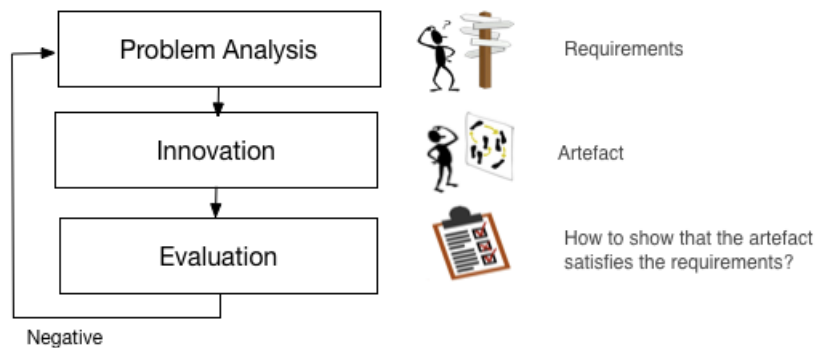 Problem Analysis
Requirements
Innovation
Artefact
Evaluation
How to show that the artefact
satisfies the requirements?
Negative